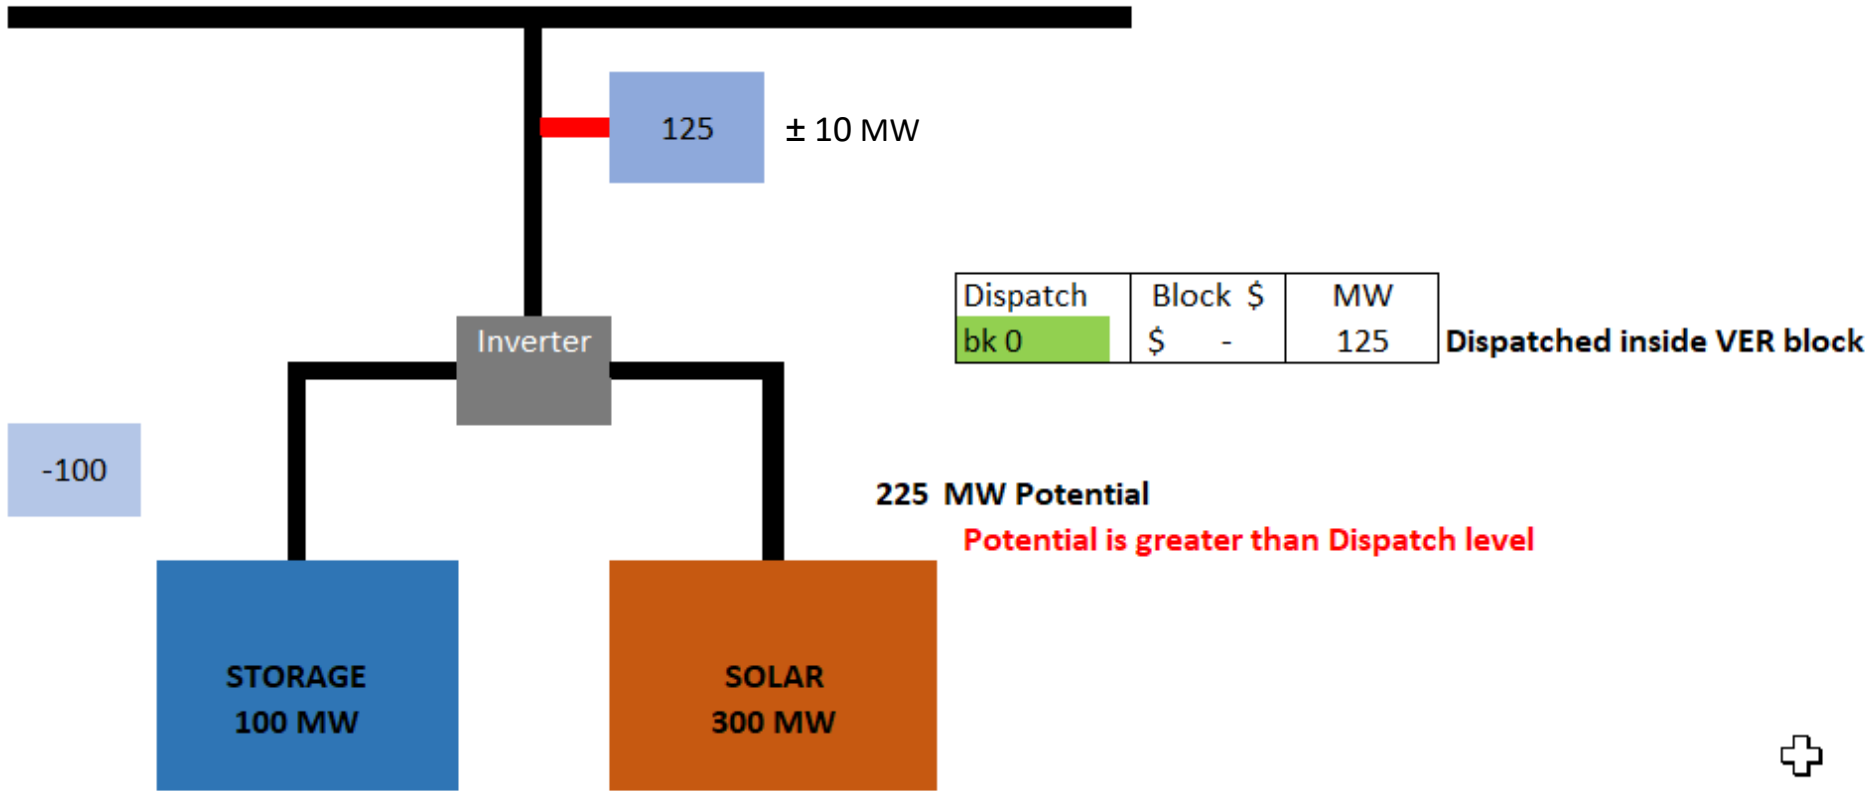 125
± 10 MW
Dispatch Block $ MW
bk 0 $ - 125 Dispatched inside VER block
Inverter
-100
225 MW Potential
Potential is greater than Dispatch level
STORAGE
100 MW
SOLAR
300 MW